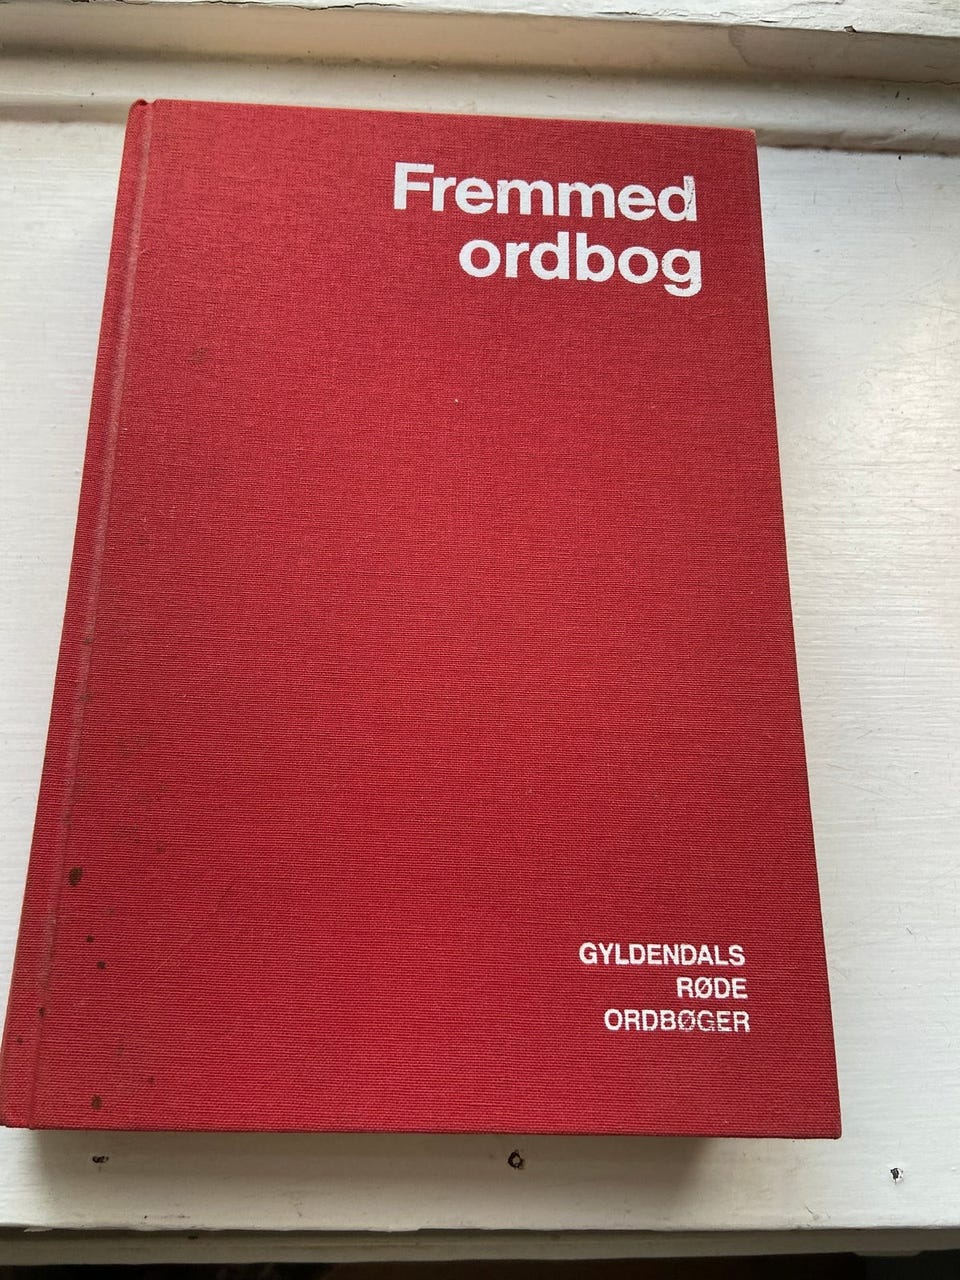 Fremmed
ordbog
GYLDENDALS
RØDE
ORDBØGER